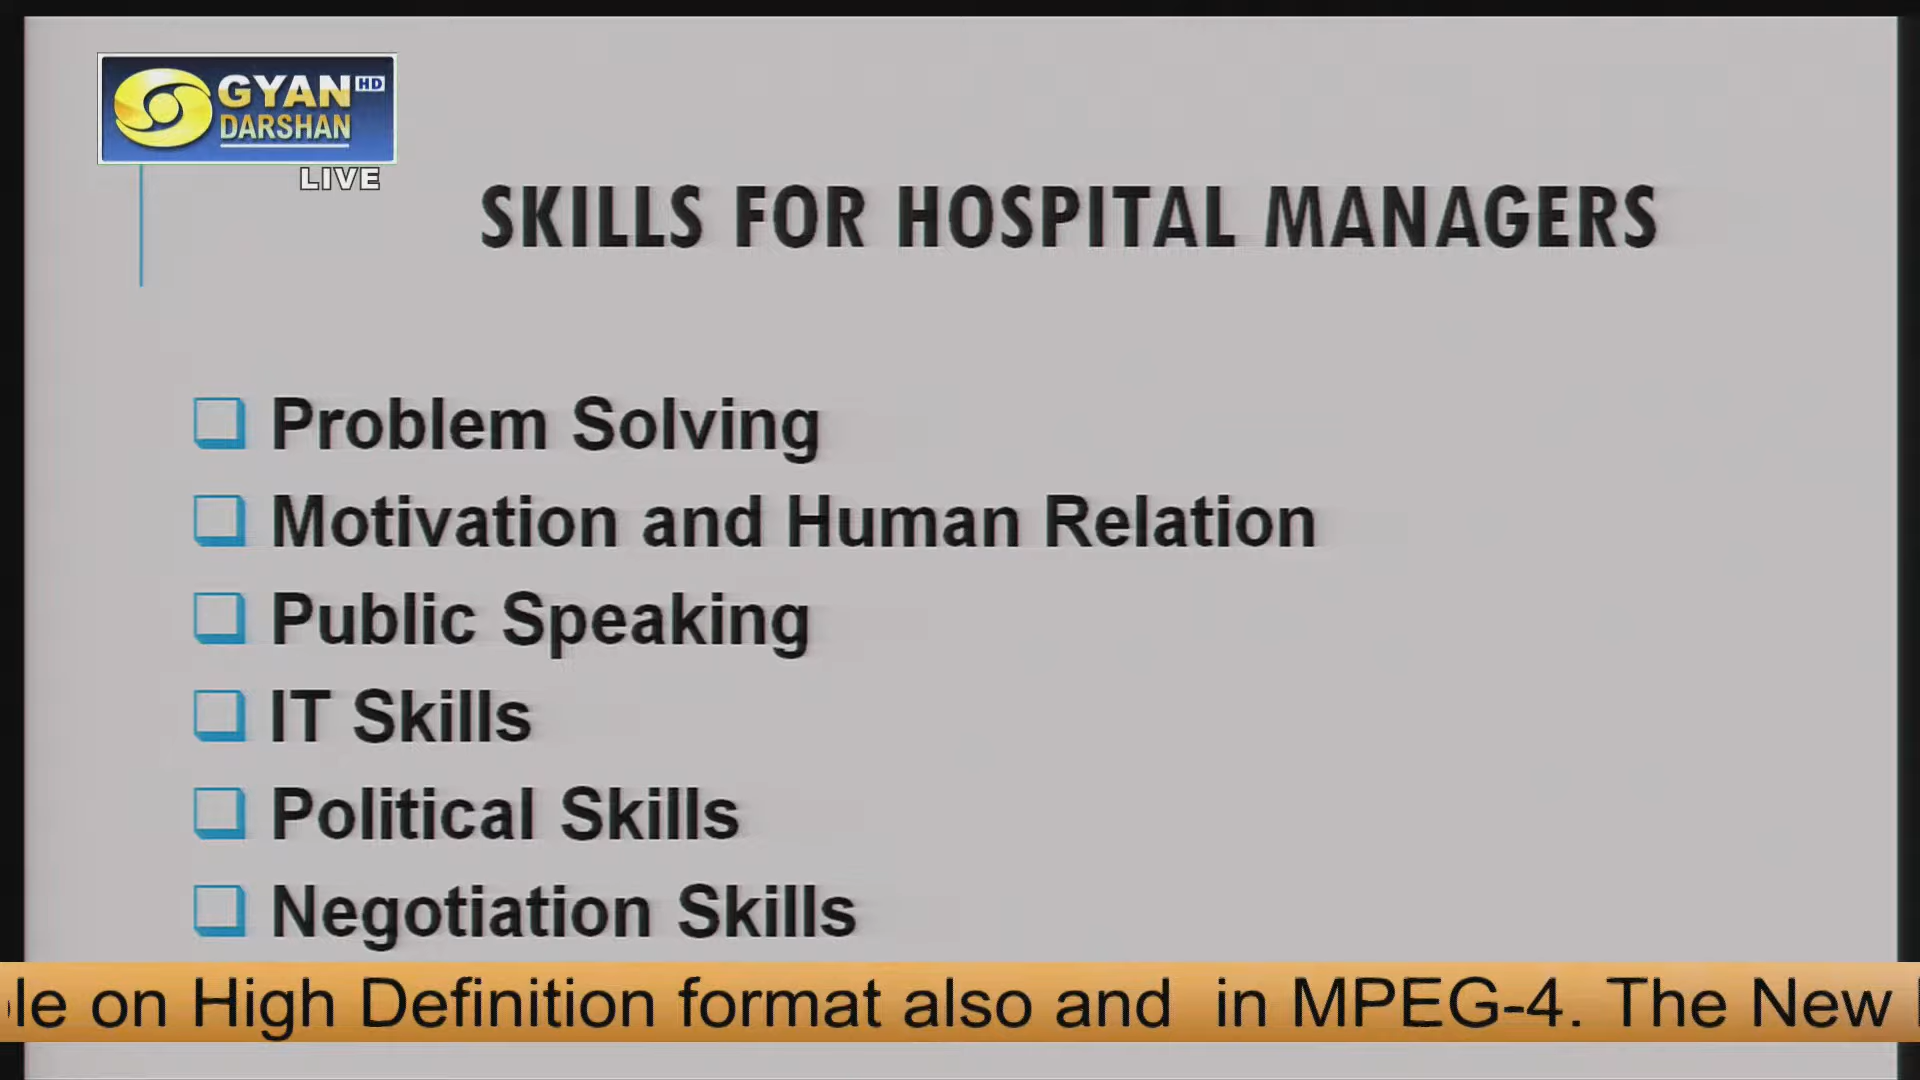 GYAN HD
DARSHAN
LIVE
SKILLS FOR HOSPITAL MANAGERS
Problem Solving
Motivation and Human Relation
Public Speaking
IT Skills
Political Skills
Negotiation Skills
on High Definition format also and in MPEG-4. The New